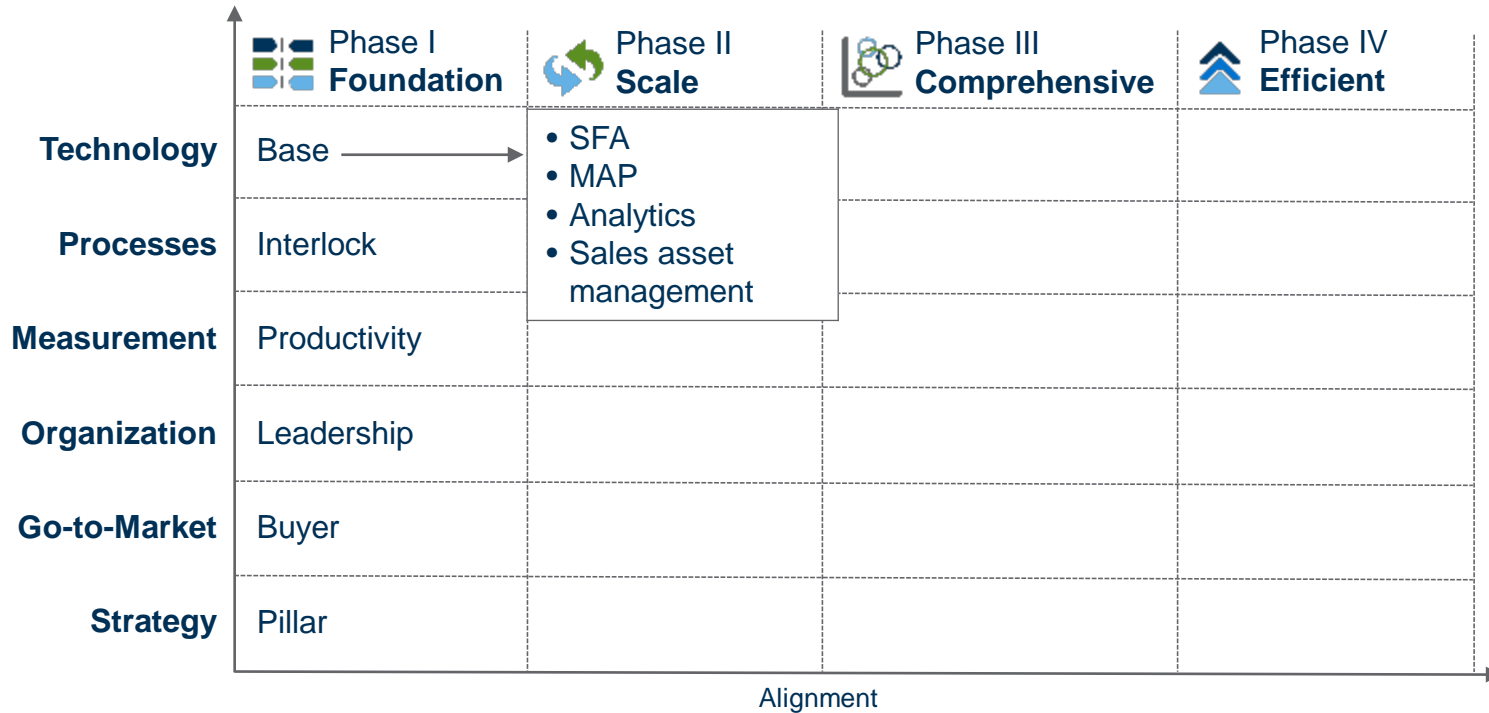 Phase I
Foundation
Phase II
Scale
Phase III
Comprehensive
Phase IV
Efficient
Technology
Base
• SFA
• MAP
• Analytics
• Sales asset
management
Processes
Interlock
Measurement
Productivity
Organization
Leadership
Go-to-Market
Buyer
Strategy
Pillar
Alignment